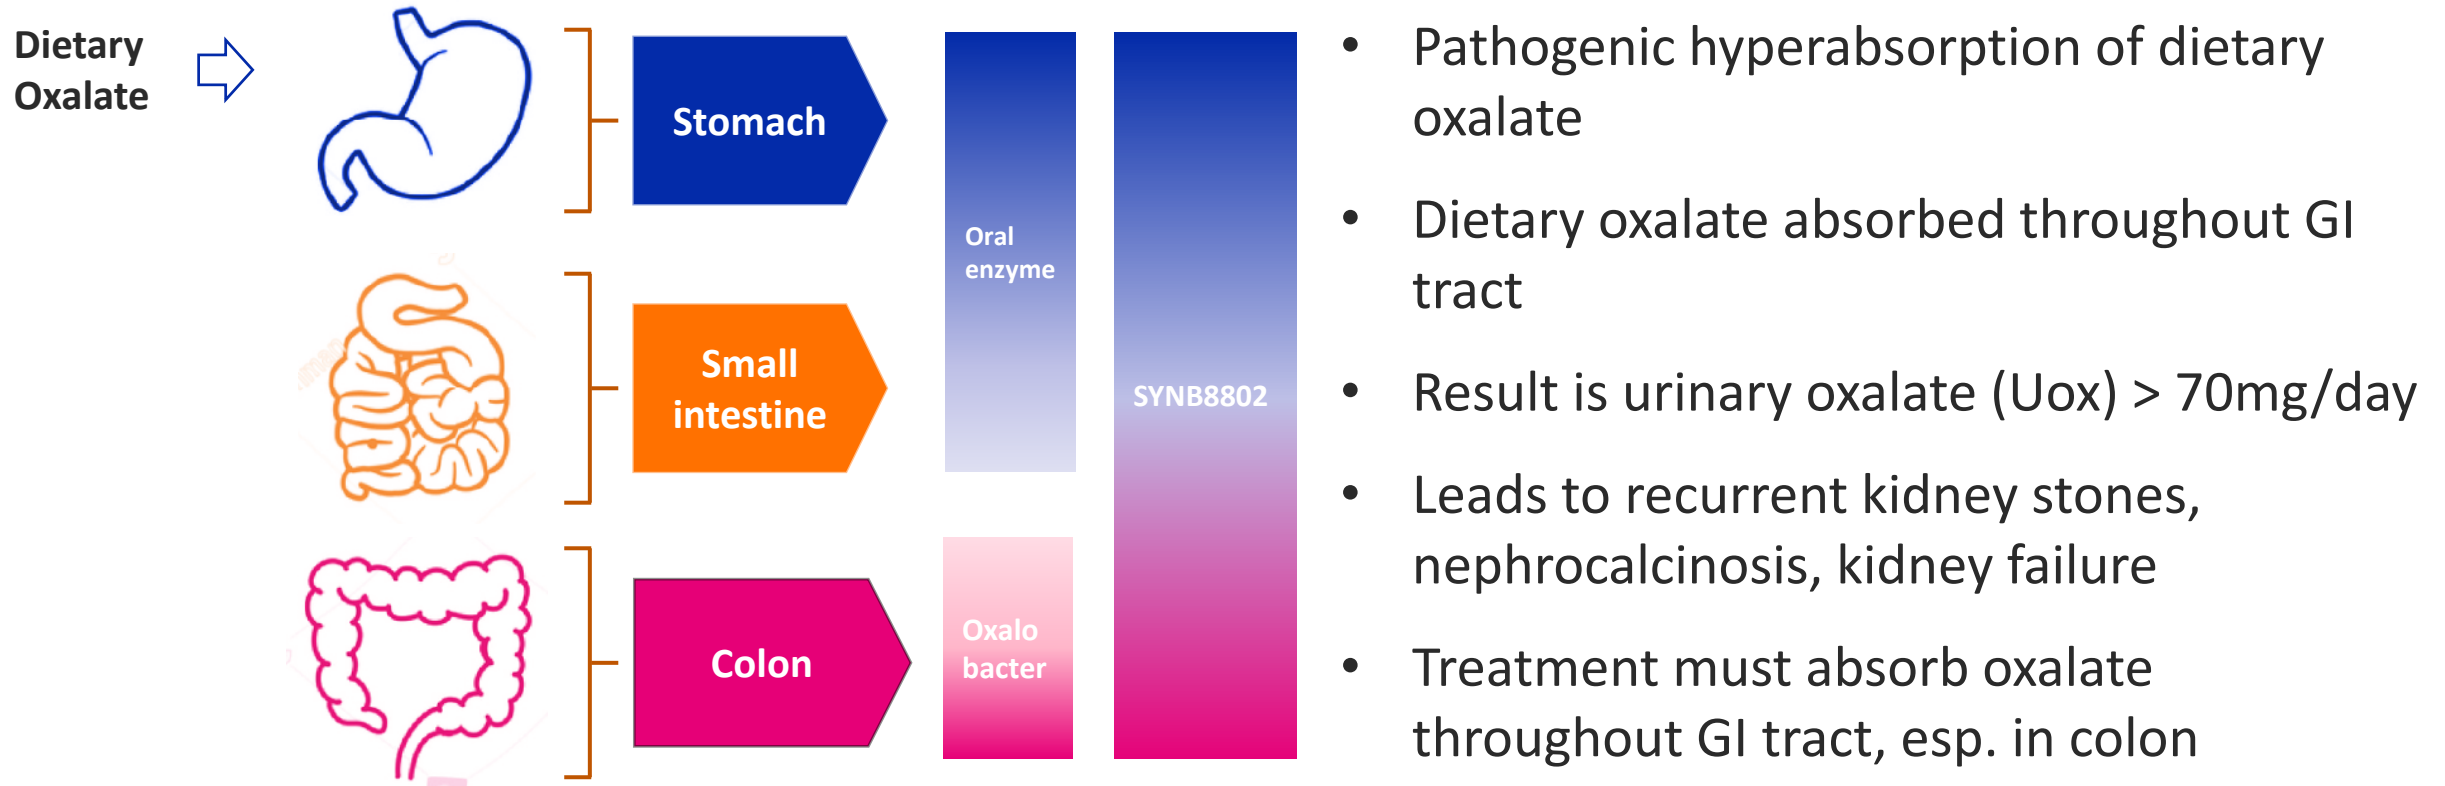 Dietary
Oxalate
Stomach
Small
intestine
Colon
Oral
enzyme
Oxalo
bacter
SYNB8802
• Pathogenic hyperabsorption of dietary
oxalate
• Dietary oxalate absorbed throughout GI
tract
• Result is urinary oxalate (Uox) > 70mg/day
• Leads to recurrent kidney stones,
nephrocalcinosis, kidney failure
• Treatment must absorb oxalate
throughout GI tract, esp. in colon